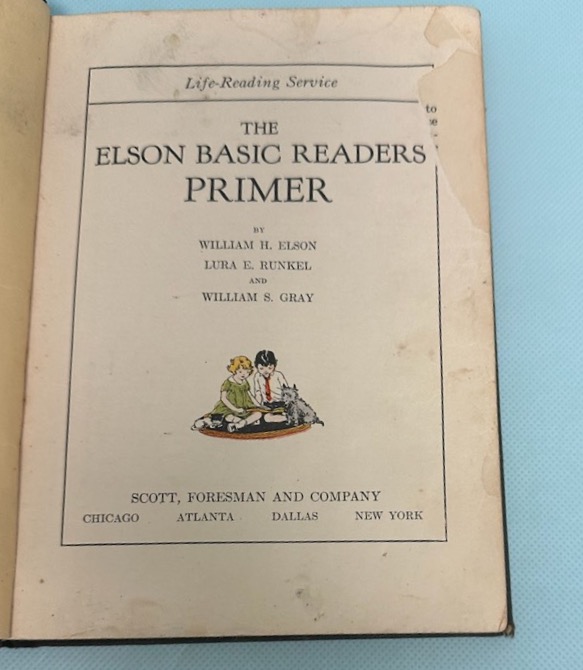 Life-Reading Service
to
THE
ELSON BASIC READERS
PRIMER
BY
WILLIAM H. ELSON
LURA E. RUNKEL
AND
WILLIAM S. GRAY
SCOTT, FORESMAN AND COMPANY
CHICAGO ATLANTA DALLAS NEW YORK